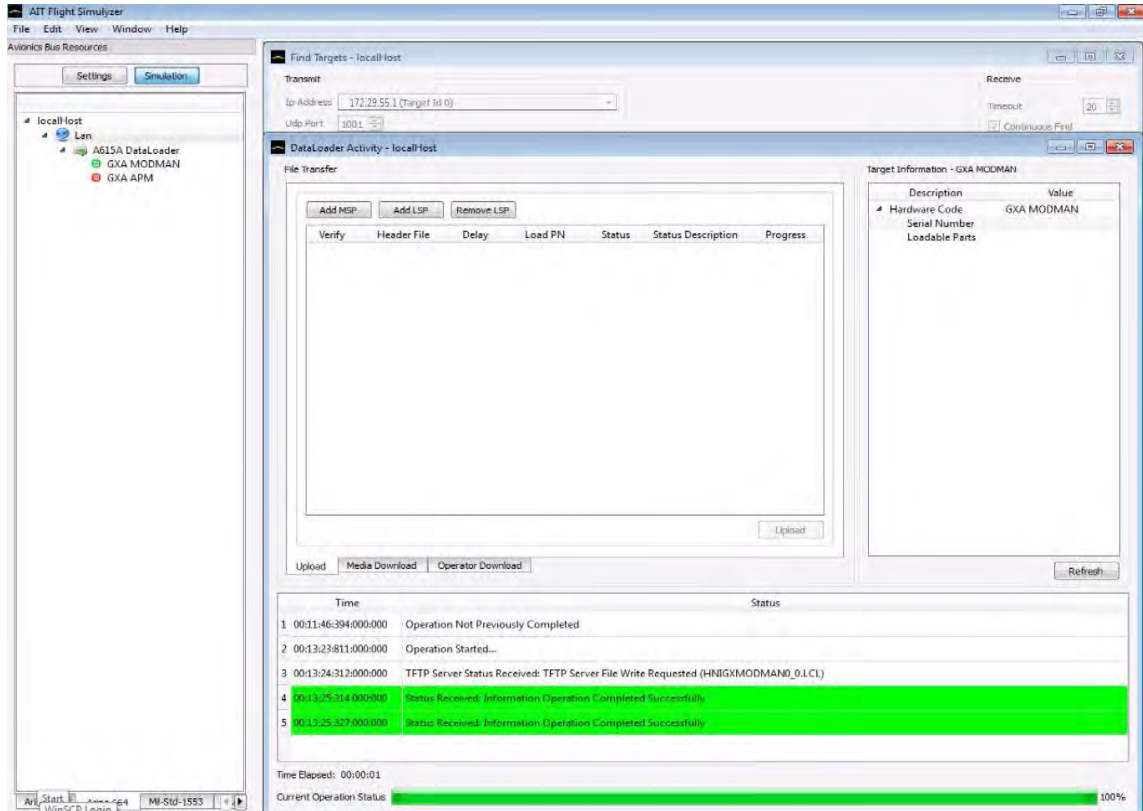 AIT Flight Simulyzer
File Edit View Window Help
Avionics Bus Resources
Settings Simulation
localHost
Lan
A615A DataLoader
GXA MODMAN
GXA APM
Find Targets - localHost
Transmit
Receive
Ip Address 172.29.55.1 (Target Id 0)
Timeout 20
Udp Port 1001
Continuous Find
DataLoader Activity - localHost
File Transfer
Add MSP Add LSP Remove LSP
Verify Header File Delay Load PN Status Status Description Progress
Upload
Upload Media Download Operator Download
Target Information - GXA MODMAN
Description Value
Hardware Code GXA MODMAN
Serial Number
Loadable Parts
Refresh
Time Status
1 00:11:46:394:000:000 Operation Not Previously Completed
2 00:13:23:811:000:000 Operation Started...
3 00:13:24:312:000:000 TFTP Server Status Received: TFTP Server File Write Requested (HNIGXMODMAN0_0.LCL)
4 00:13:25:314:000:000 Status Received: Information Operation Completed Successfully
5 00:13:25:327:000:000 Status Received: Information Operation Completed Successfully
Time Elapsed: 00:00:01
Current Operation Status 100%
Start Mil-Std-1553
WinSCP Login